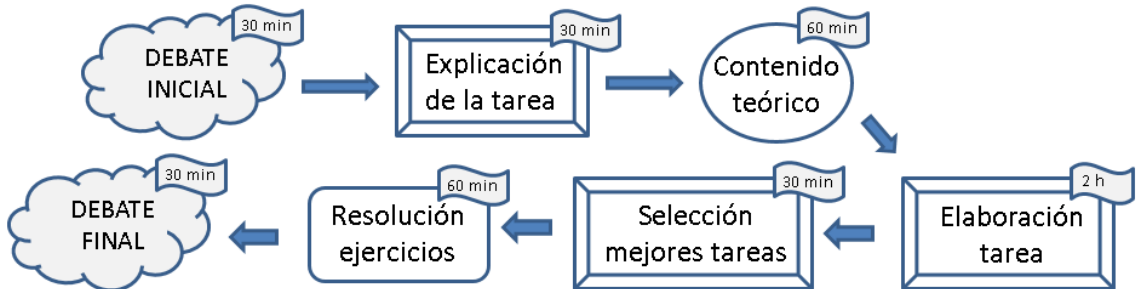 30 min
DEBATE
INICIAL
30 min
Explicación
de la tarea
60 min
Contenido
teórico
2 h
Elaboración
tarea
30 min
Selección
mejores tareas
60 min
Resolución
ejercicios
30 min
DEBATE
FINAL